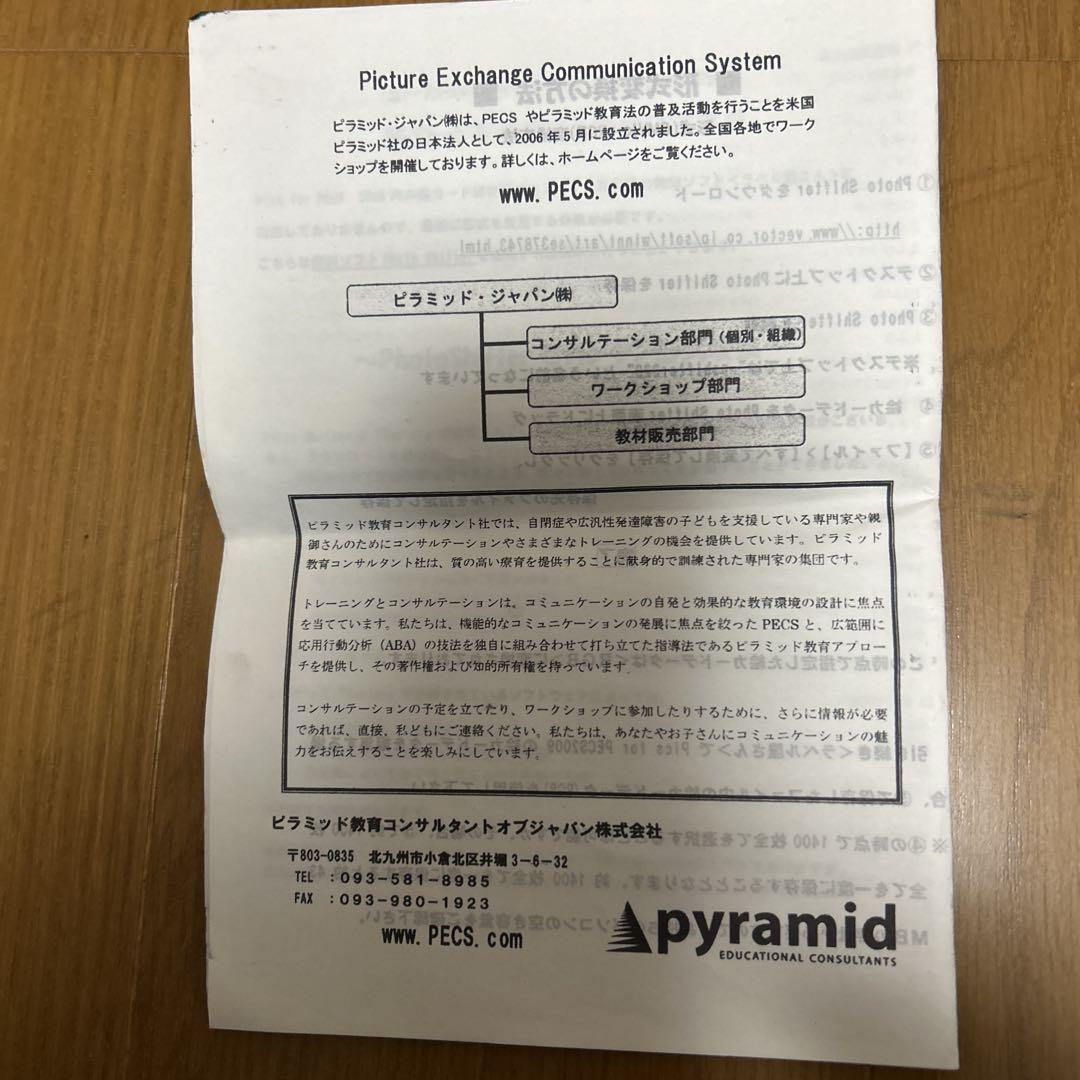 Picture Exchange Communication System
ピラミッド・ジャパン㈱は、PECS やピラミッド教育法の普及活動を行うことを米国
ピラミッド社の日本法人として、2006 年 5 月に設立されました。全国各地でワーク
ショップを開催しております。詳しくは、ホームページをご覧ください。
www.PECS.com
ピラミッド・ジャパン㈱
コンサルテーション部門（個別・組織）
ワークショップ部門
教材販売部門
ピラミッド教育コンサルタント社では、自閉症や広汎性発達障害の子どもを支援している専門家や親
御さんのためにコンサルテーションやさまざまなトレーニングの機会を提供しています。ピラミッド
教育コンサルタント社は、質の高い療育を提供することに献身的で訓練された専門家の集団です。
トレーニングとコンサルテーションは。コミュニケーションの自発と効果的な教育環境の設計に焦点
を当てています。私たちは、機能的なコミュニケーションの発展に焦点を絞った PECS と、広範囲に
応用行動分析（ABA）の技法を独自に組み合わせて打ち立てた指導法であるピラミッド教育アプロー
チを提供し、その著作権および知的所有権を持っています.
コンサルテーションの予定を立てたり、ワークショップに参加したりするために、さらに情報が必要
であれば、直接、私どもにご連絡ください。私たちは、あなたやお子さんにコミュニケーションの魅
力をお伝えすることを楽しみにしています。
ピラミッド教育コンサルタントオブジャパン株式会社
〒803-0835 北九州市小倉北区井堀 3-6-32
TEL ：093-581-8985
FAX ：093-980-1923
www.PECS.com
pyramid
EDUCATIONAL CONSULTANTS